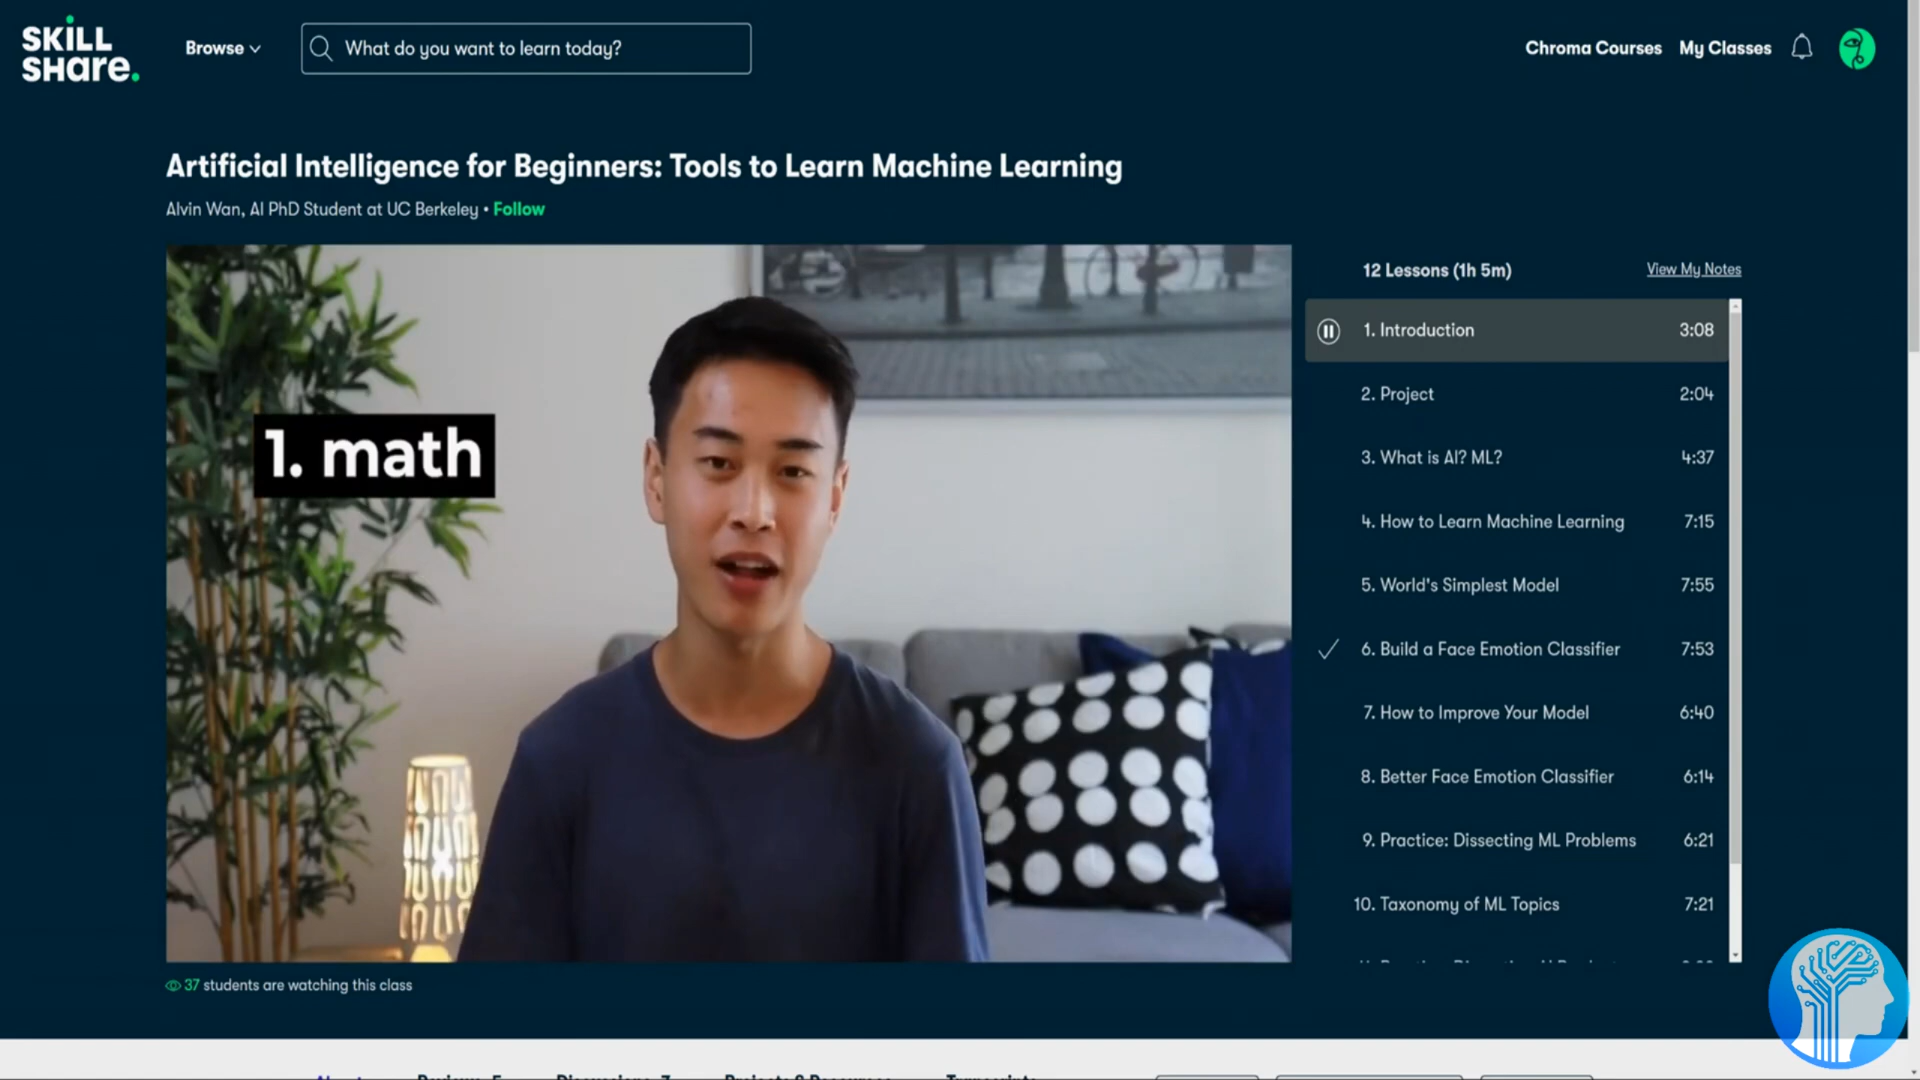 SKILL
SHARE.
Browse
What do you want to learn today?
Chroma Courses
My Classes
Artificial Intelligence for Beginners: Tools to Learn Machine Learning
Alvin Wan, AI PhD Student at UC Berkeley • Follow
1. math
12 Lessons (1h 5m)
View My Notes
1. Introduction 3:08
2. Project 2:04
3. What is AI? ML? 4:37
4. How to Learn Machine Learning 7:15
5. World's Simplest Model 7:55
6. Build a Face Emotion Classifier 7:53
7. How to Improve Your Model 6:40
8. Better Face Emotion Classifier 6:14
9. Practice: Dissecting ML Problems 6:21
10. Taxonomy of ML Topics 7:21
37 students are watching this class